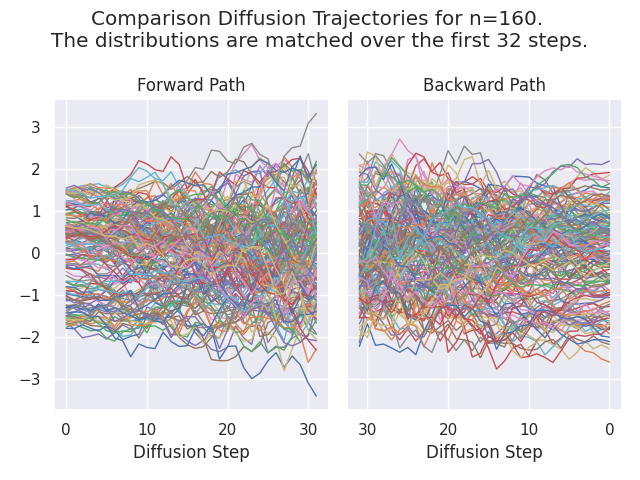 Comparison Diffusion Trajectories for n=160.
The distributions are matched over the first 32 steps.
Forward Path
Backward Path
3
2
1
0
−1
−2
−3
0 10 20 30
30 20 10 0
Diffusion Step
Diffusion Step